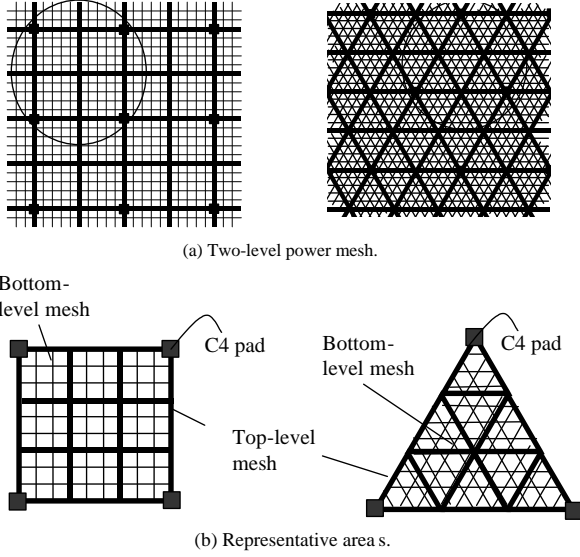 (a) Two-level power mesh.
Bottom-
level mesh
C4 pad
Bottom-
level mesh
C4 pad
Top-level
mesh
(b) Representative area s.